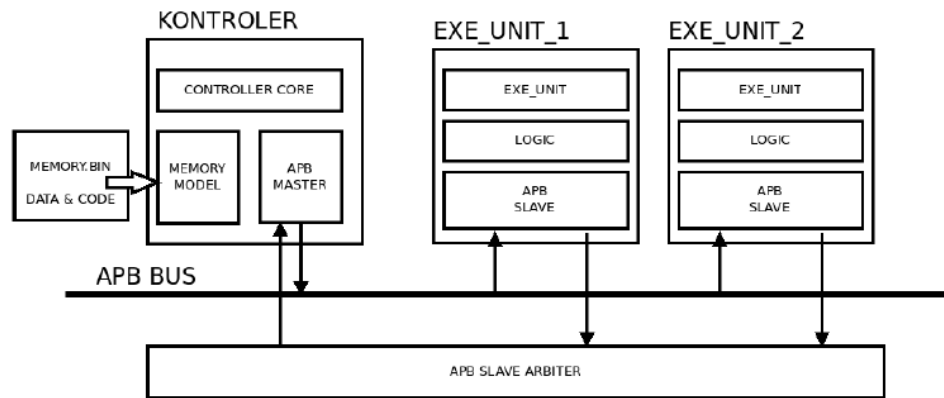 KONTROLER
EXE_UNIT_1
EXE_UNIT_2
CONTROLLER CORE
EXE_UNIT
EXE_UNIT
MEMORY.BIN
DATA & CODE
MEMORY
MODEL
APB
MASTER
LOGIC
LOGIC
APB
SLAVE
APB
SLAVE
APB BUS
APB SLAVE ARBITER